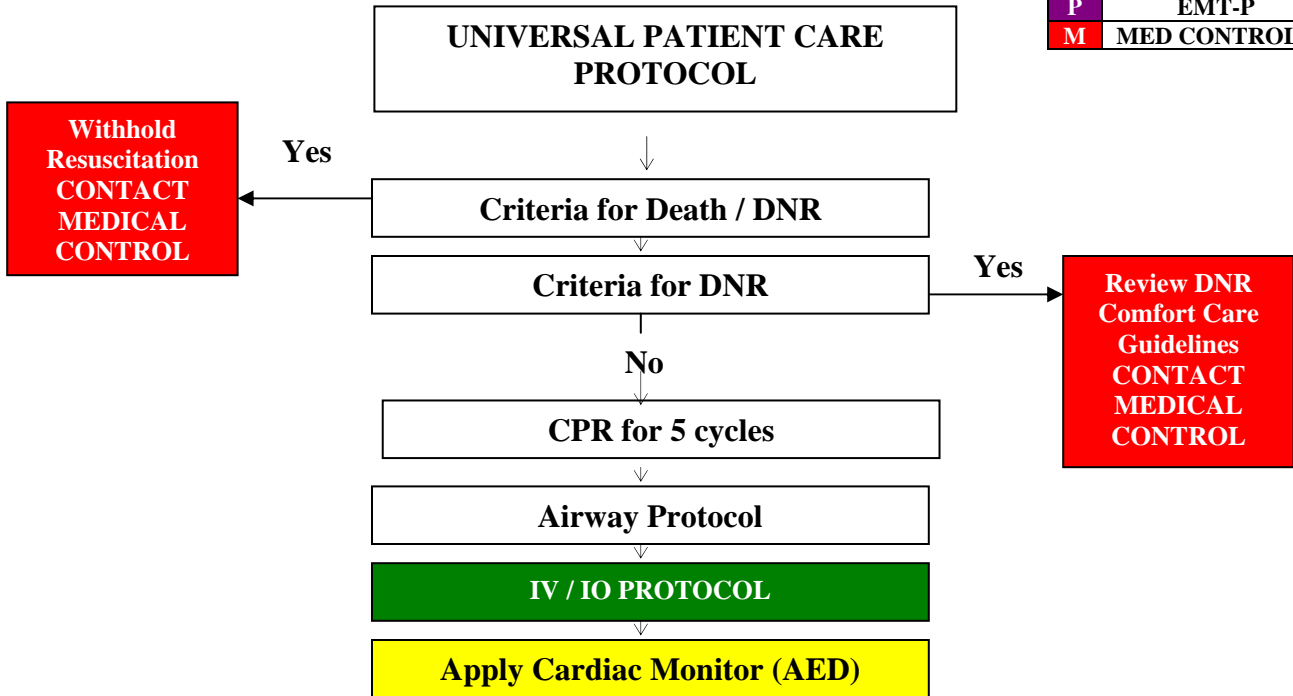 P EMT-P
M MED CONTROL
UNIVERSAL PATIENT CARE
PROTOCOL
Withhold
Resuscitation
CONTACT
MEDICAL
CONTROL
Yes
Criteria for Death / DNR
Criteria for DNR
Yes
Review DNR
Comfort Care
Guidelines
CONTACT
MEDICAL
CONTROL
No
CPR for 5 cycles
Airway Protocol
IV / IO PROTOCOL
Apply Cardiac Monitor (AED)